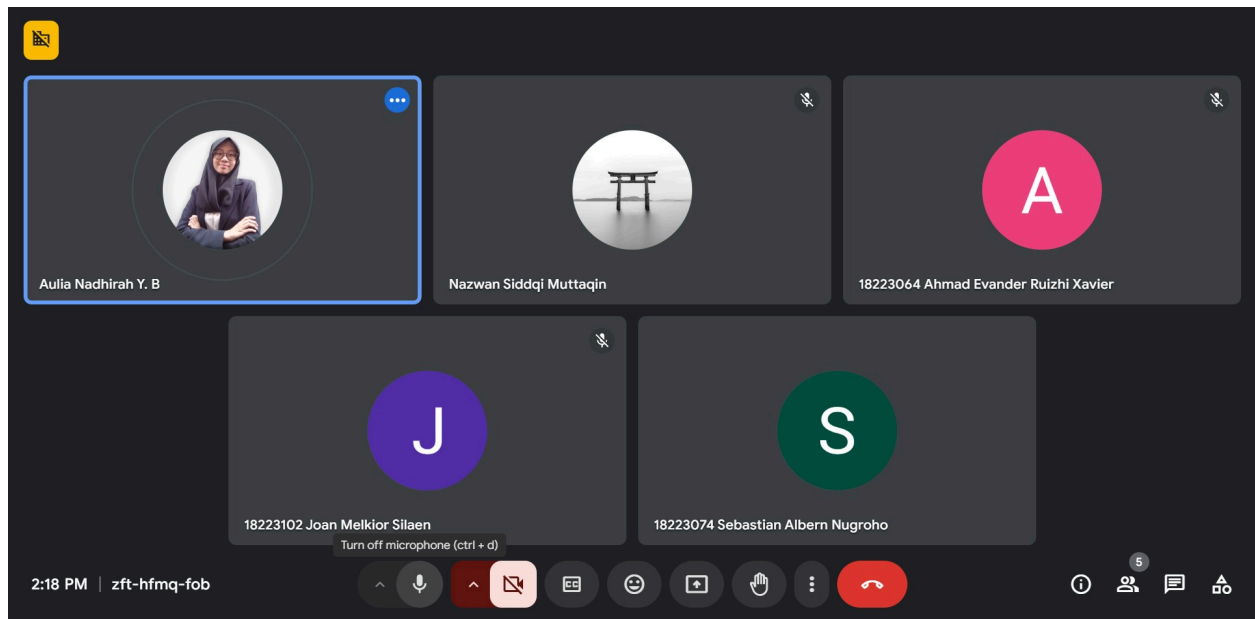 Aulia Nadhirah Y. B
Nazwan Siddqi Muttaqin
A
18223064 Ahmad Evander Ruizhi Xavier
J
18223102 Joan Melkior Silaen
S
18223074 Sebastian Albern Nugroho
Turn off microphone (ctrl + d)
2:18 PM | zft-hfmq-fob
CC
5